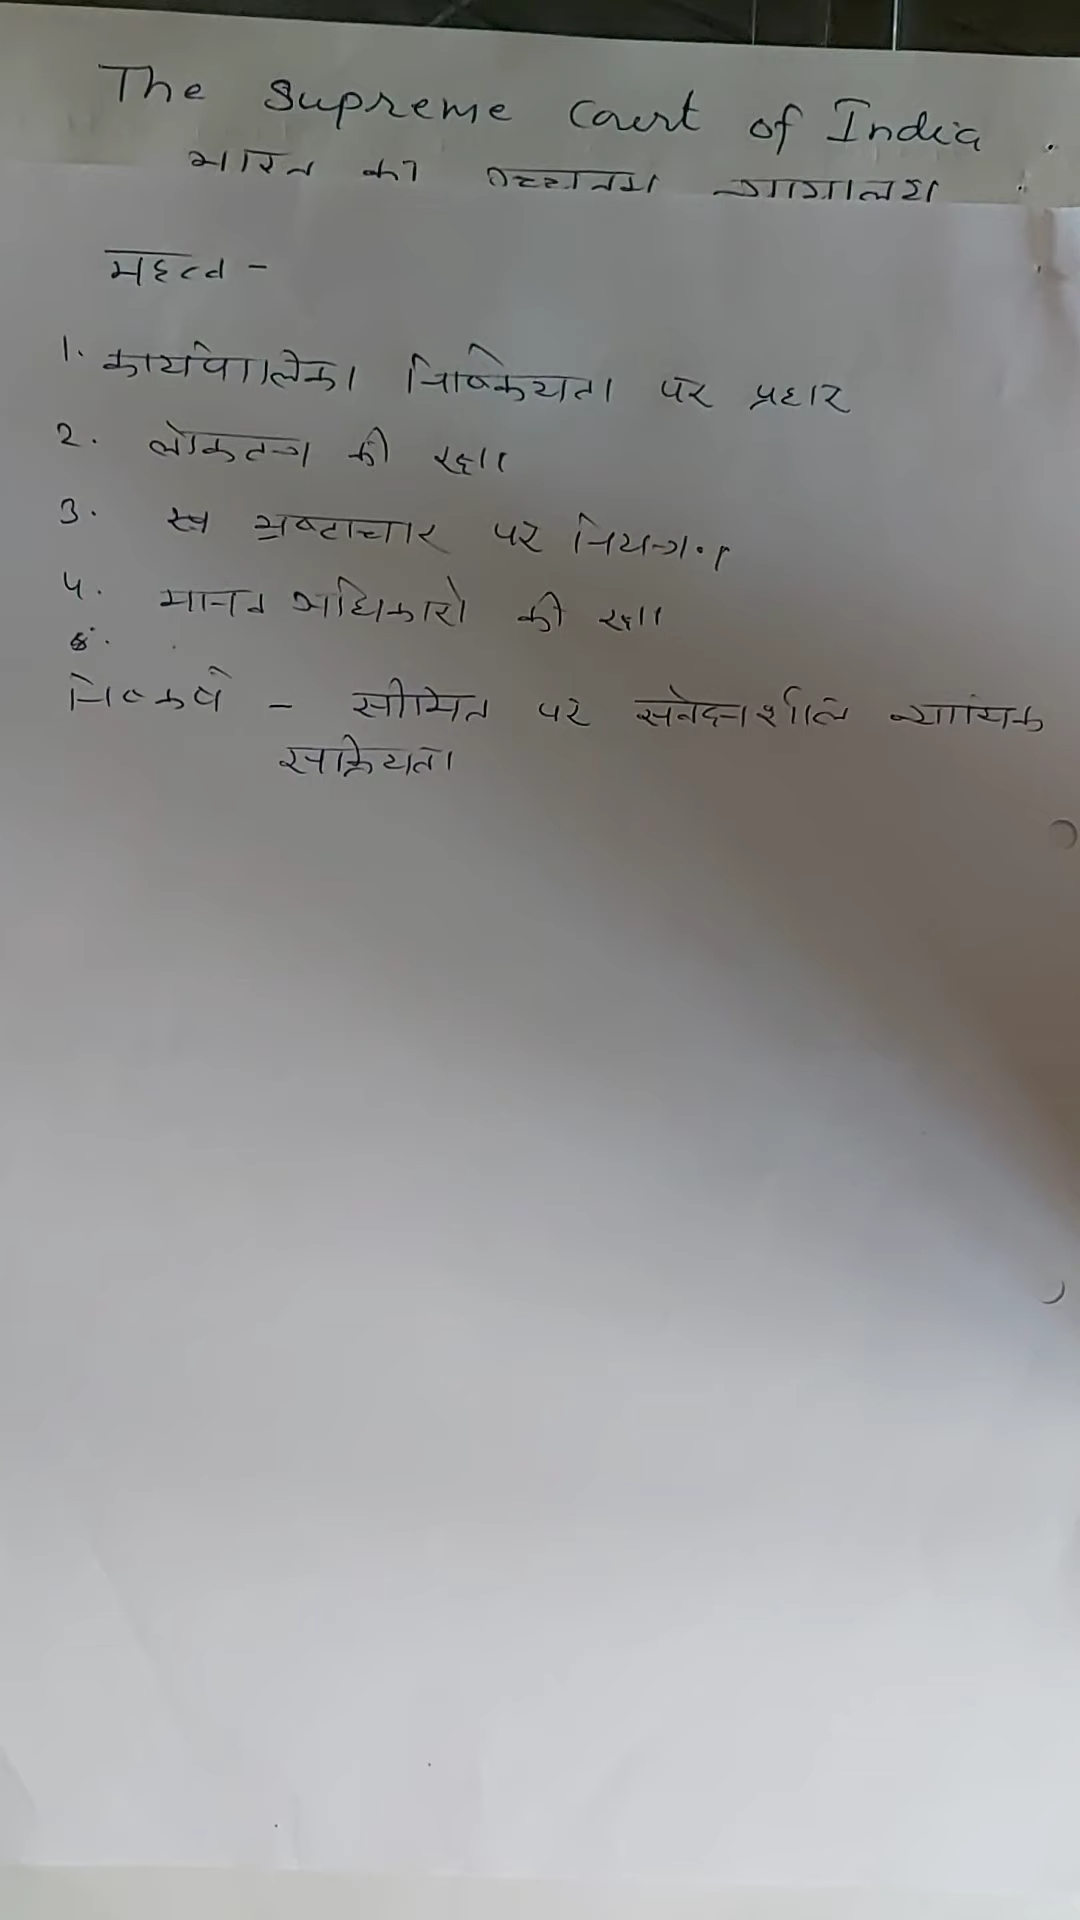 The Supreme Court of India
भारत का उच्चतम न्यायालय
महत्व -
1. कार्यपालिका निष्क्रियता पर प्रहार
2. लोकतन्त्र की रक्षा
3. भ्रष्टाचार पर नियन्त्रण
4. मानव अधिकारो की रक्षा
निष्कर्ष - सीमित पर संवेदनशील न्यायिक
सक्रियता